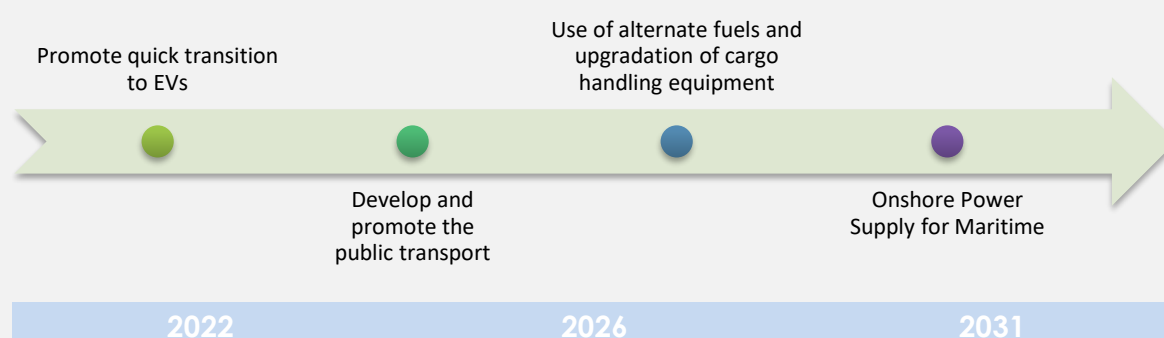 Promote quick transition
to EVs
Use of alternate fuels and
upgradation of cargo
handling equipment
Develop and
promote the
public transport
Onshore Power
Supply for Maritime
2022
2026
2031